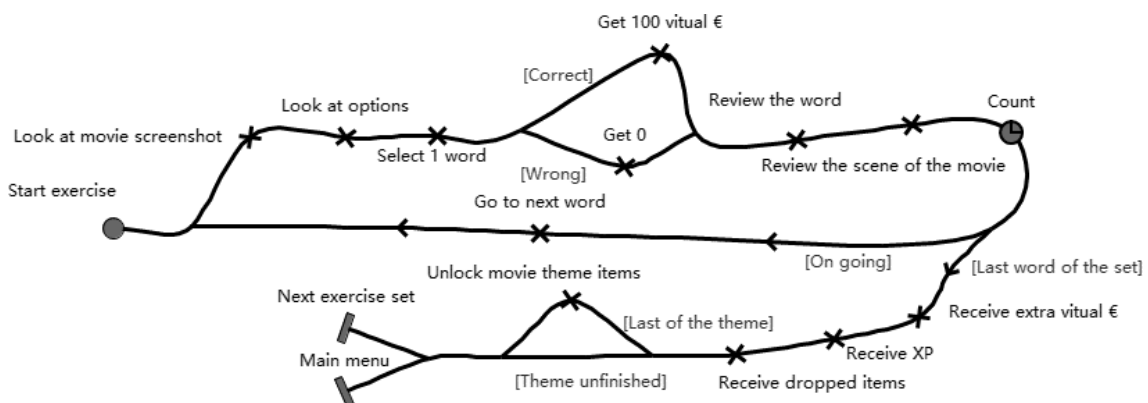 Get 100 vitual €
[Correct]
Look at options
Review the word
Count
Look at movie screenshot
Get 0
Select 1 word
Review the scene of the movie
[Wrong]
Start exercise
Go to next word
[On going]
[Last word of the set]
Unlock movie theme items
Next exercise set
[Last of the theme]
Receive extra vitual €
Main menu
Receive XP
[Theme unfinished]
Receive dropped items